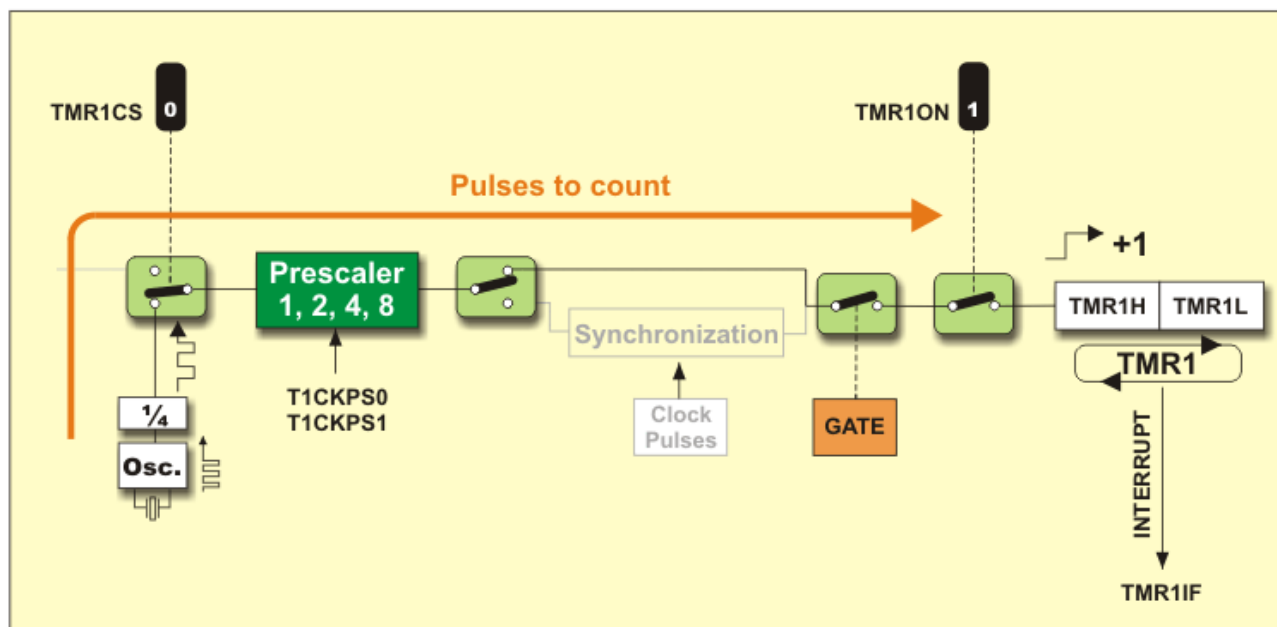 TMR1CS
0
TMR1ON
1
Pulses to count
+1
Prescaler
1, 2, 4, 8
TMR1H
TMR1L
Synchronization
TMR1
T1CKPS0
T1CKPS1
¼
Clock
Pulses
GATE
Osc.
INTERRUPT
TMR1IF